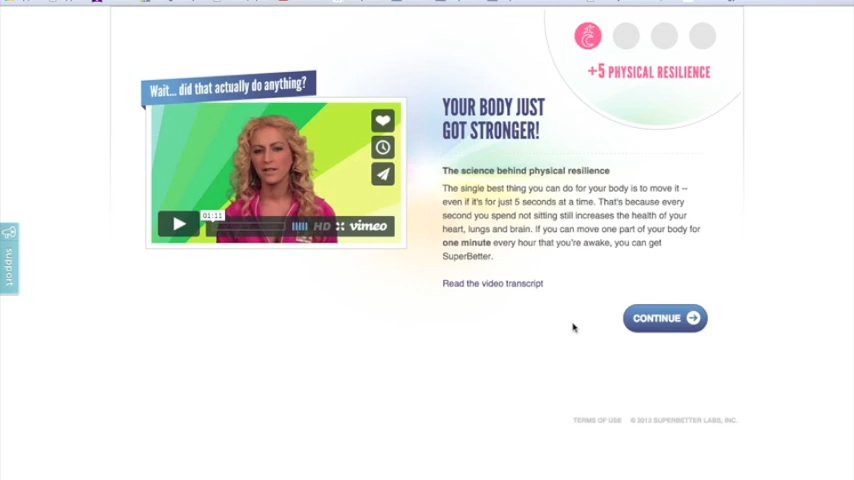 +5 PHYSICAL RESILIENCE
Wait... did that actually do anything?
YOUR BODY JUST
GOT STRONGER!
The science behind physical resilience
The single best thing you can do for your body is to move it --
even if it's for just 5 seconds at a time. That's because every
second you spend not sitting still increases the health of your
heart, lungs and brain. If you can move one part of your body for
one minute every hour that you're awake, you can get
SuperBetter.
Read the video transcript
01:11
HD vimeo
support
CONTINUE
TERMS OF USE © 2012 SUPERBETTER LABS, INC.